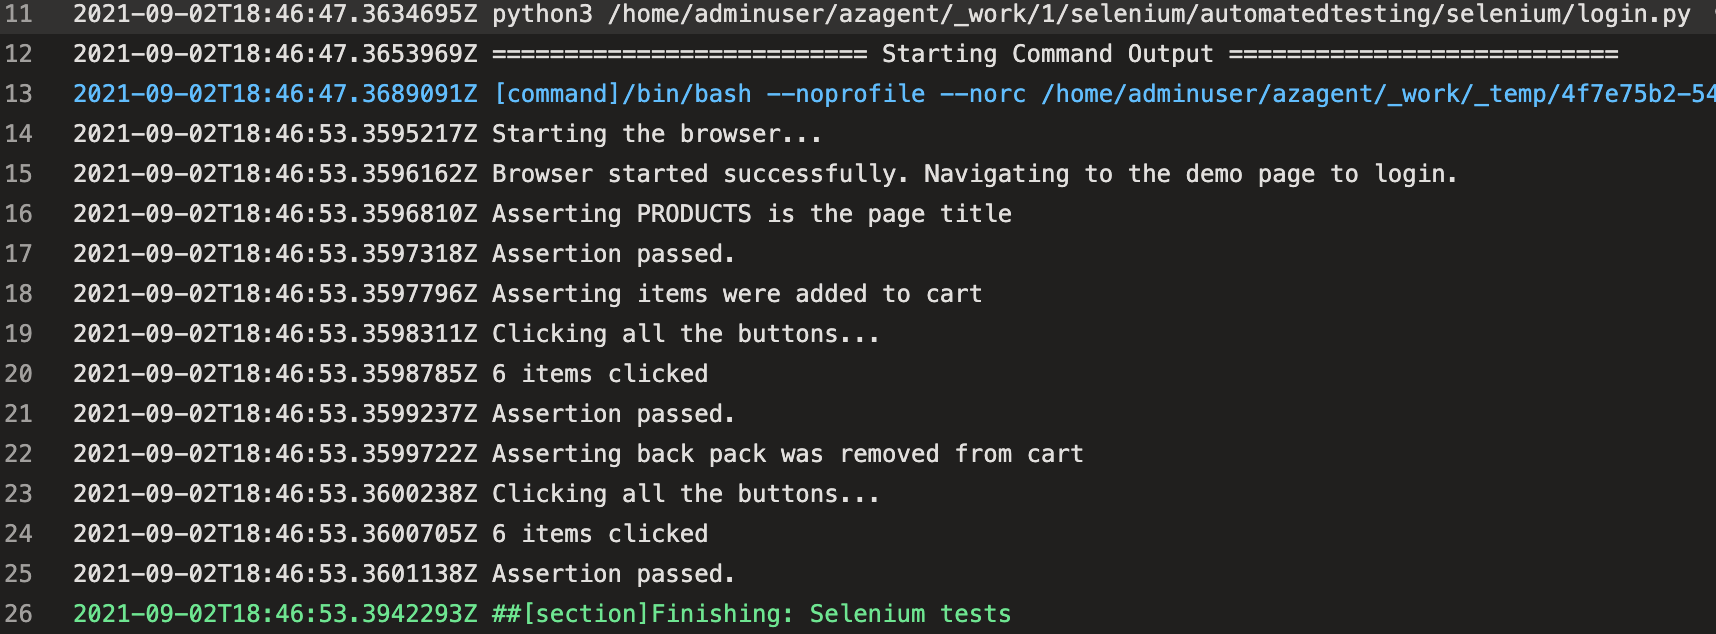 11 2021-09-02T18:46:47.3634695Z python3 /home/adminuser/azagent/_work/1/selenium/automatedtesting/selenium/login.py
12 2021-09-02T18:46:47.3653969Z ========================== Starting Command Output ===========================
13 2021-09-02T18:46:47.3689091Z [command]/bin/bash --noprofile --norc /home/adminuser/azagent/_work/_temp/4f7e75b2-54
14 2021-09-02T18:46:53.3595217Z Starting the browser...
15 2021-09-02T18:46:53.3596162Z Browser started successfully. Navigating to the demo page to login.
16 2021-09-02T18:46:53.3596810Z Asserting PRODUCTS is the page title
17 2021-09-02T18:46:53.3597318Z Assertion passed.
18 2021-09-02T18:46:53.3597796Z Asserting items were added to cart
19 2021-09-02T18:46:53.3598311Z Clicking all the buttons...
20 2021-09-02T18:46:53.3598785Z 6 items clicked
21 2021-09-02T18:46:53.3599237Z Assertion passed.
22 2021-09-02T18:46:53.3599722Z Asserting back pack was removed from cart
23 2021-09-02T18:46:53.3600238Z Clicking all the buttons...
24 2021-09-02T18:46:53.3600705Z 6 items clicked
25 2021-09-02T18:46:53.3601138Z Assertion passed.
26 2021-09-02T18:46:53.3942293Z ##[section]Finishing: Selenium tests